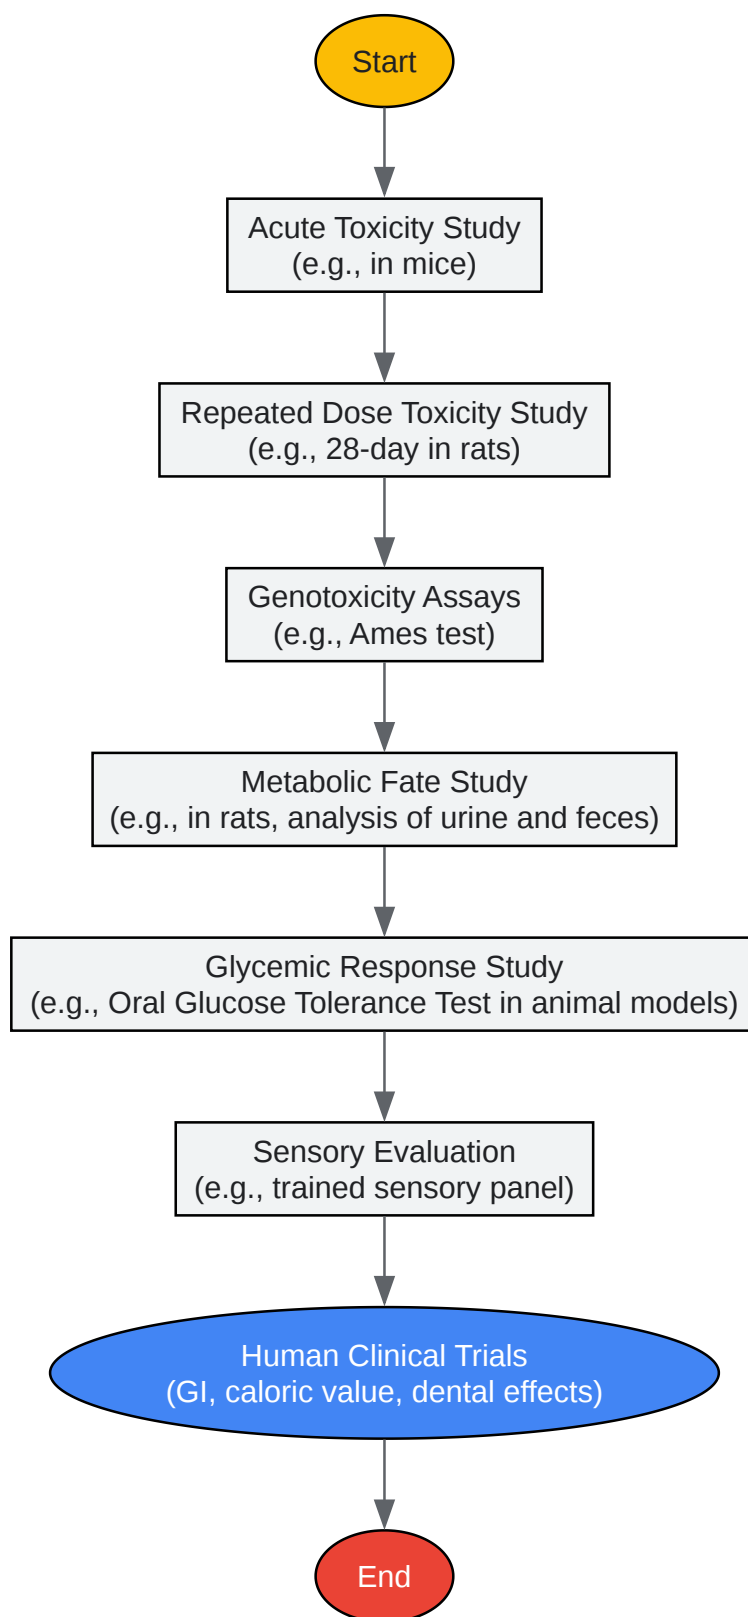 Start
Acute Toxicity Study
(e.g., in mice)
Repeated Dose Toxicity Study
(e.g., 28-day in rats)
Genotoxicity Assays
(e.g., Ames test)
Metabolic Fate Study
(e.g., in rats, analysis of urine and feces)
Glycemic Response Study
(e.g., Oral Glucose Tolerance Test in animal models)
Sensory Evaluation
(e.g., trained sensory panel)
Human Clinical Trials
(GI, caloric value, dental effects)
End